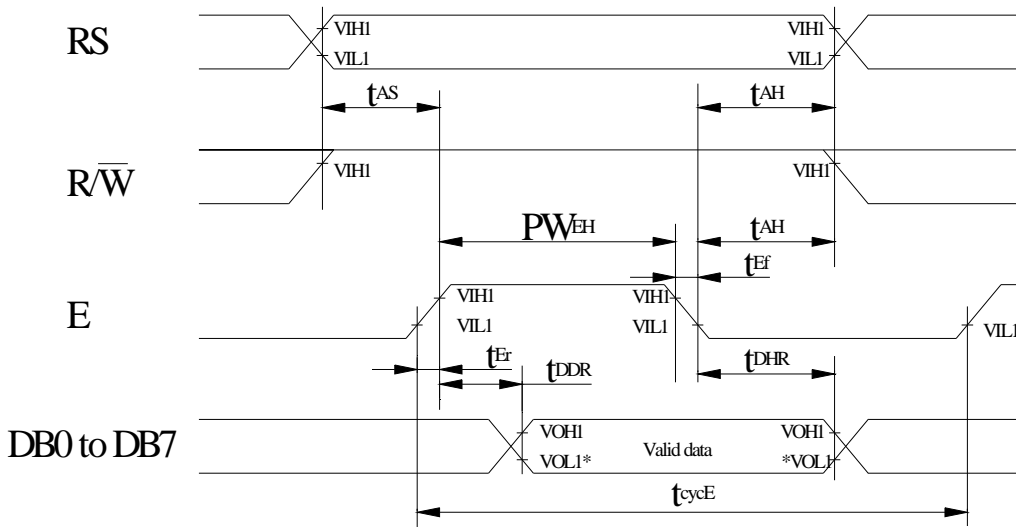 RS
VIH1 VIH1
VIL1 VIL1
tAS tAH
R/W̅
VIH1 VIH1
PWEH tAH
tEf
E
VIH1 VIH1
VIL1 VIL1 VIL1
tEr tDDR tDHR
DB0 to DB7
VOH1 VOH1
VOL1* Valid data *VOL1
tcycE